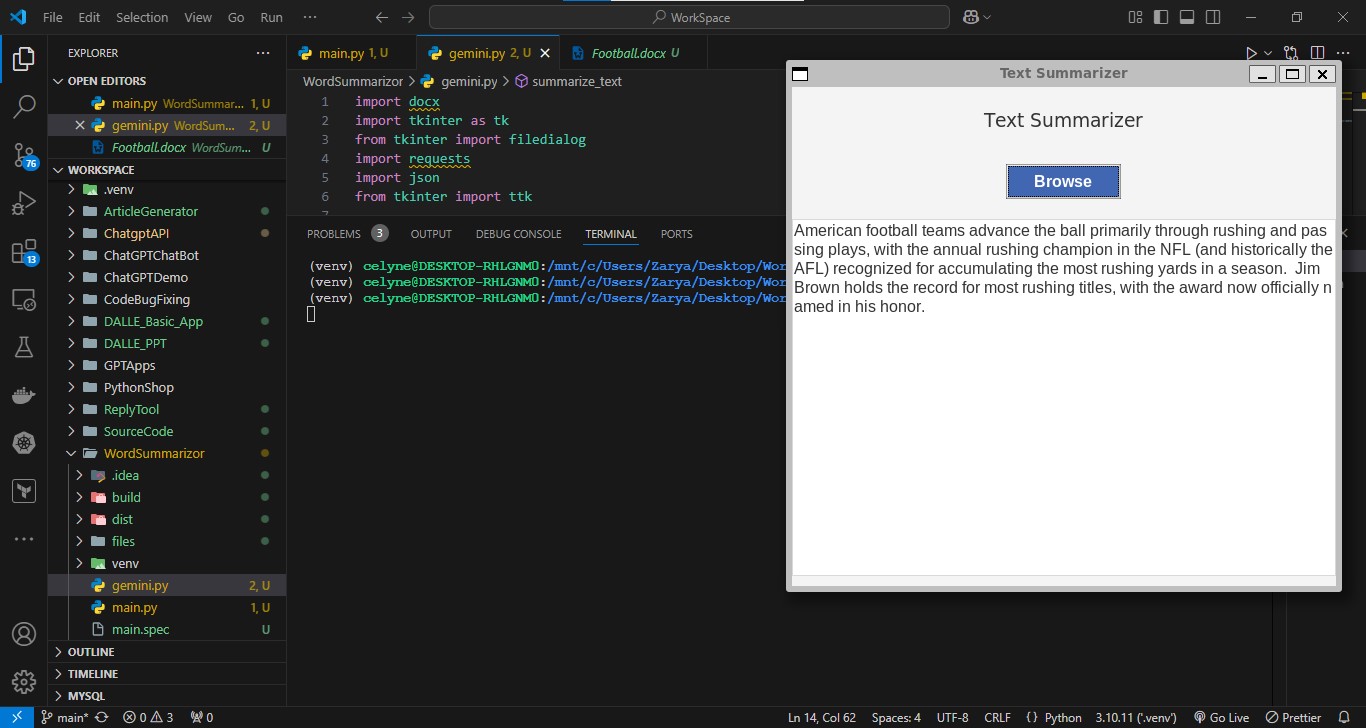 File Edit Selection View Go Run ··· WorkSpace
EXPLORER ···
OPEN EDITORS
main.py WordSummar... 1, U
gemini.py WordSum... 2, U
Football.docx WordSum... U
WORKSPACE
.venv
ArticleGenerator
ChatgptAPI
ChatGPTChatBot
ChatGPTDemo
CodeBugFixing
DALLE_Basic_App
DALLE_PPT
GPTApps
PythonShop
ReplyTool
SourceCode
WordSummarizor
.idea
build
dist
files
venv
gemini.py 2, U
main.py 1, U
main.spec U
OUTLINE
TIMELINE
MYSQL
76
13
main.py 1, U gemini.py 2, U Football.docx U
WordSummarizor > gemini.py > summarize_text
1 import docx
2 import tkinter as tk
3 from tkinter import filedialog
4 import requests
5 import json
6 from tkinter import ttk
PROBLEMS 3 OUTPUT DEBUG CONSOLE TERMINAL PORTS
(venv) celyne@DESKTOP-RHLGNM0:/mnt/c/Users/Zarya/Desktop/Wor
(venv) celyne@DESKTOP-RHLGNM0:/mnt/c/Users/Zarya/Desktop/Wor
(venv) celyne@DESKTOP-RHLGNM0:/mnt/c/Users/Zarya/Desktop/Wor
Text Summarizer
Text Summarizer
Browse
American football teams advance the ball primarily through rushing and pas
sing plays, with the annual rushing champion in the NFL (and historically the
AFL) recognized for accumulating the most rushing yards in a season.  Jim
Brown holds the record for most rushing titles, with the award now officially n
amed in his honor.
main* 0 3 0 Ln 14, Col 62 Spaces: 4 UTF-8 CRLF { } Python 3.10.11 ('.venv') Go Live Prettier